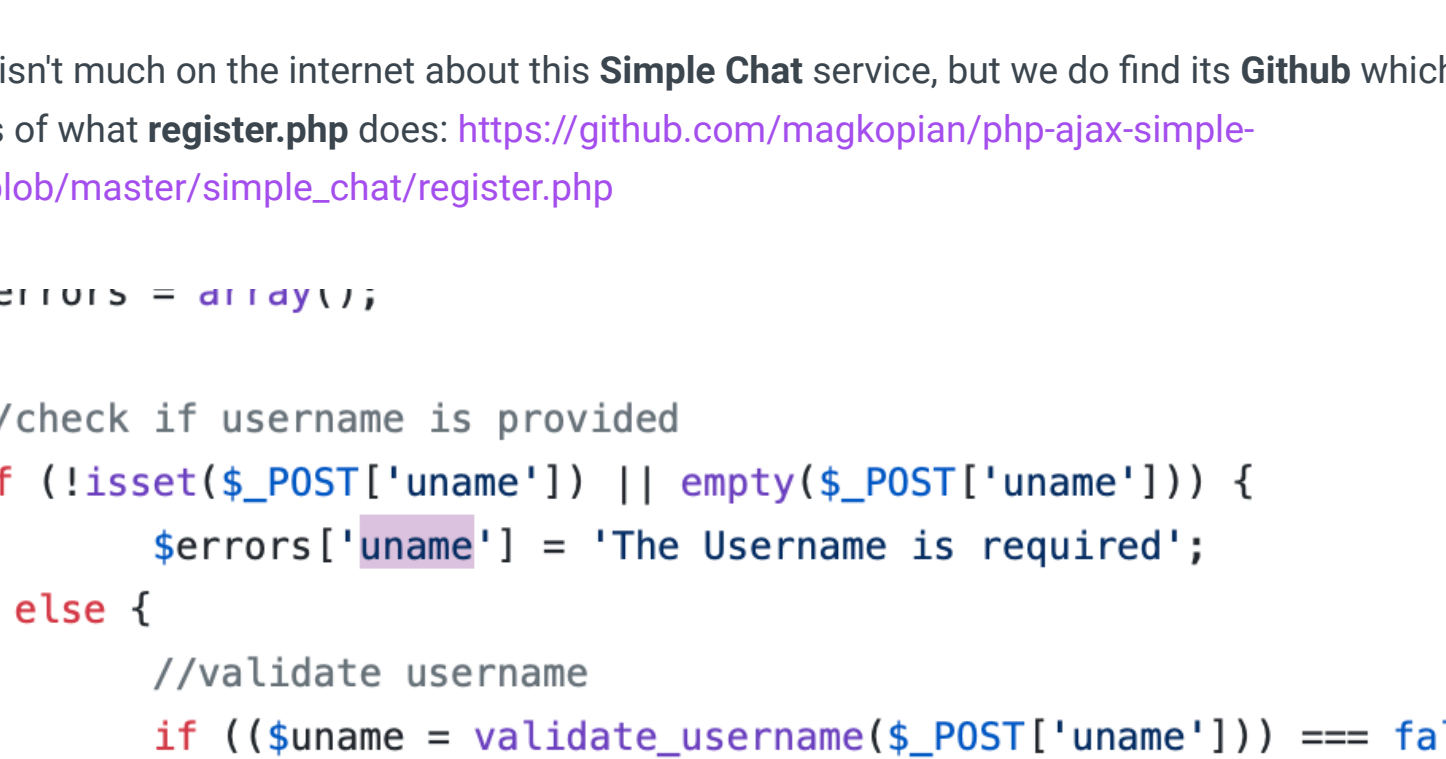 isn't much on the internet about this Simple Chat service, but we do find its Github which
of what register.php does: https://github.com/magkopian/php-ajax-simple-
blob/master/simple_chat/register.php
errors = array();
/check if username is provided
f (!isset($_POST['uname']) || empty($_POST['uname'])) {
$errors['uname'] = 'The Username is required';
else {
//validate username
if (($uname = validate_username($_POST['uname'])) ===